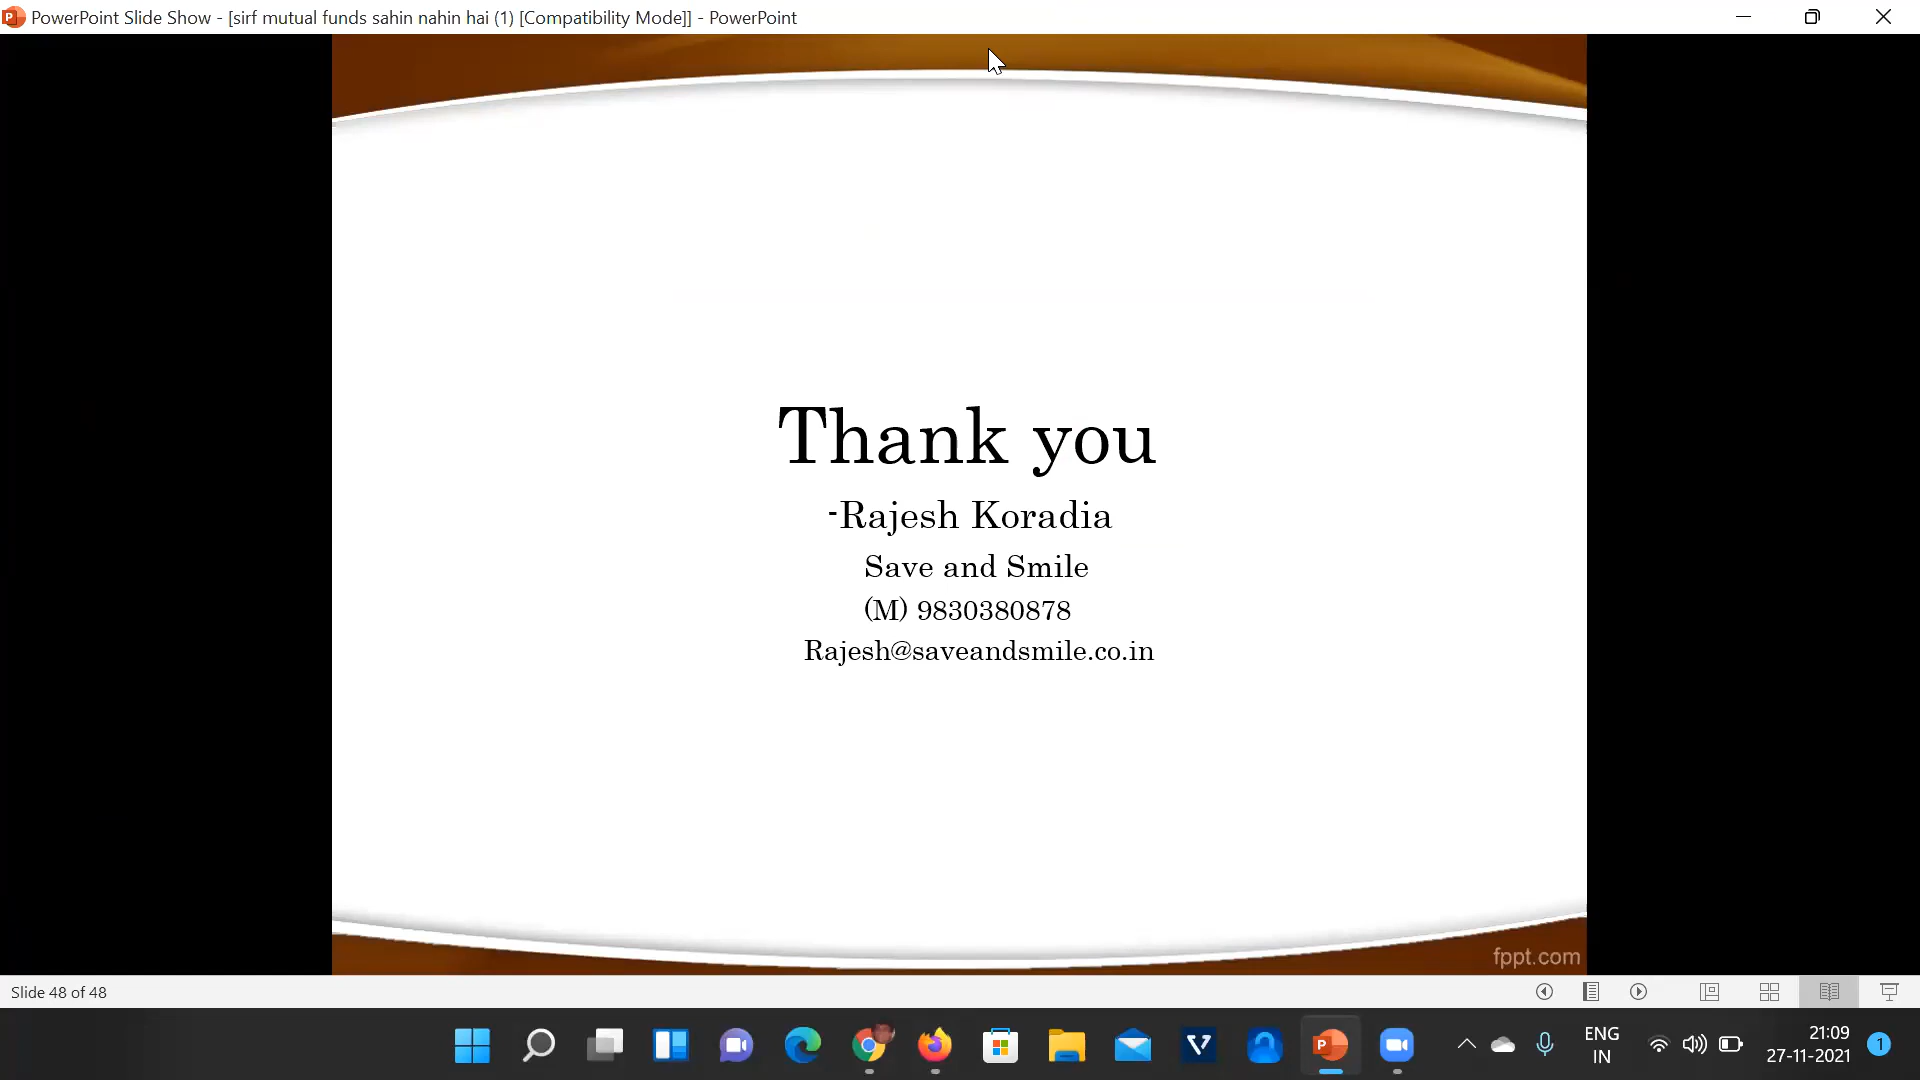 PowerPoint Slide Show - [sirf mutual funds sahin nahin hai (1) [Compatibility Mode]] - PowerPoint
Thank you
-Rajesh Koradia
Save and Smile
(M) 9830380878
Rajesh@saveandsmile.co.in
fppt.com
Slide 48 of 48
ENG
IN
21:09
27-11-2021
1